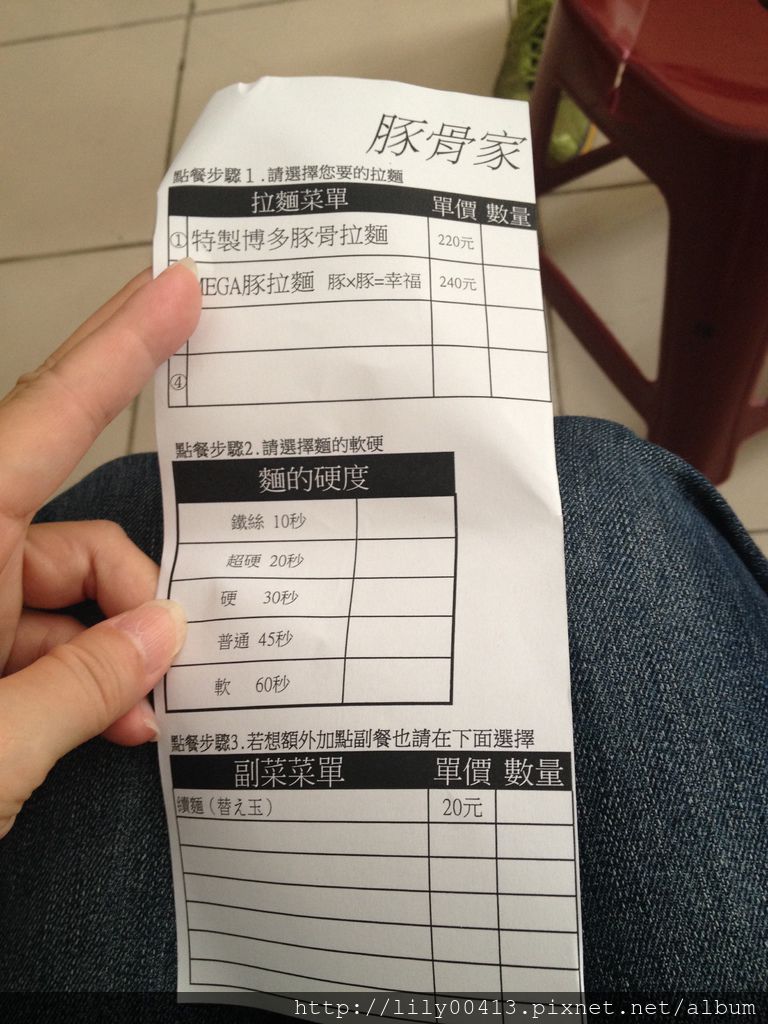 豚骨家
點餐步驟1.請選擇您要的拉麵
拉麵菜單 單價 數量
① 特製博多豚骨拉麵 220元
MEGA豚拉麵 豚×豚=幸福 240元
④
點餐步驟2.請選擇麵的軟硬
麵的硬度
鐵絲 10秒
超硬 20秒
硬 30秒
普通 45秒
軟 60秒
點餐步驟3.若想額外加點副餐也請在下面選擇
副菜菜單 單價 數量
續麵(替え玉) 20元
http://lily00413.pixnet.net/album